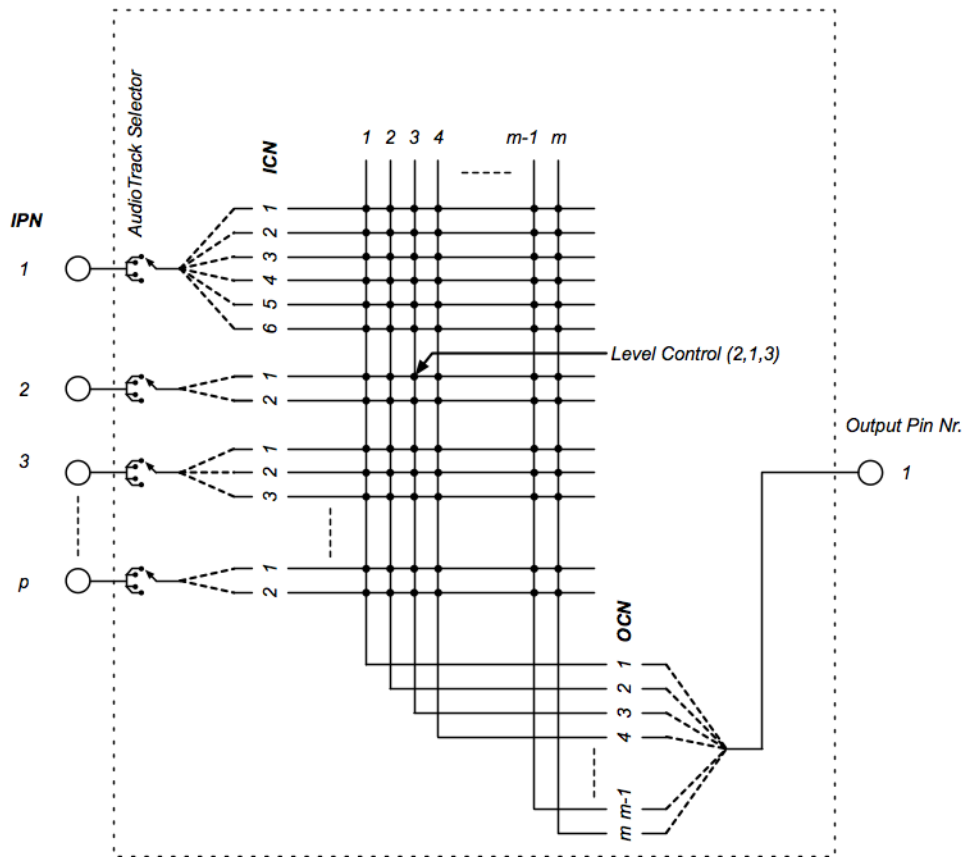 AudioTrack Selector
ICN
1 2 3 4 m-1 m
IPN
1
1
2
3
4
5
6
Level Control (2,1,3)
2
1
2
Output Pin Nr.
3
1
2
3
1
p
1
2
OCN
1
2
3
4
m-1
m